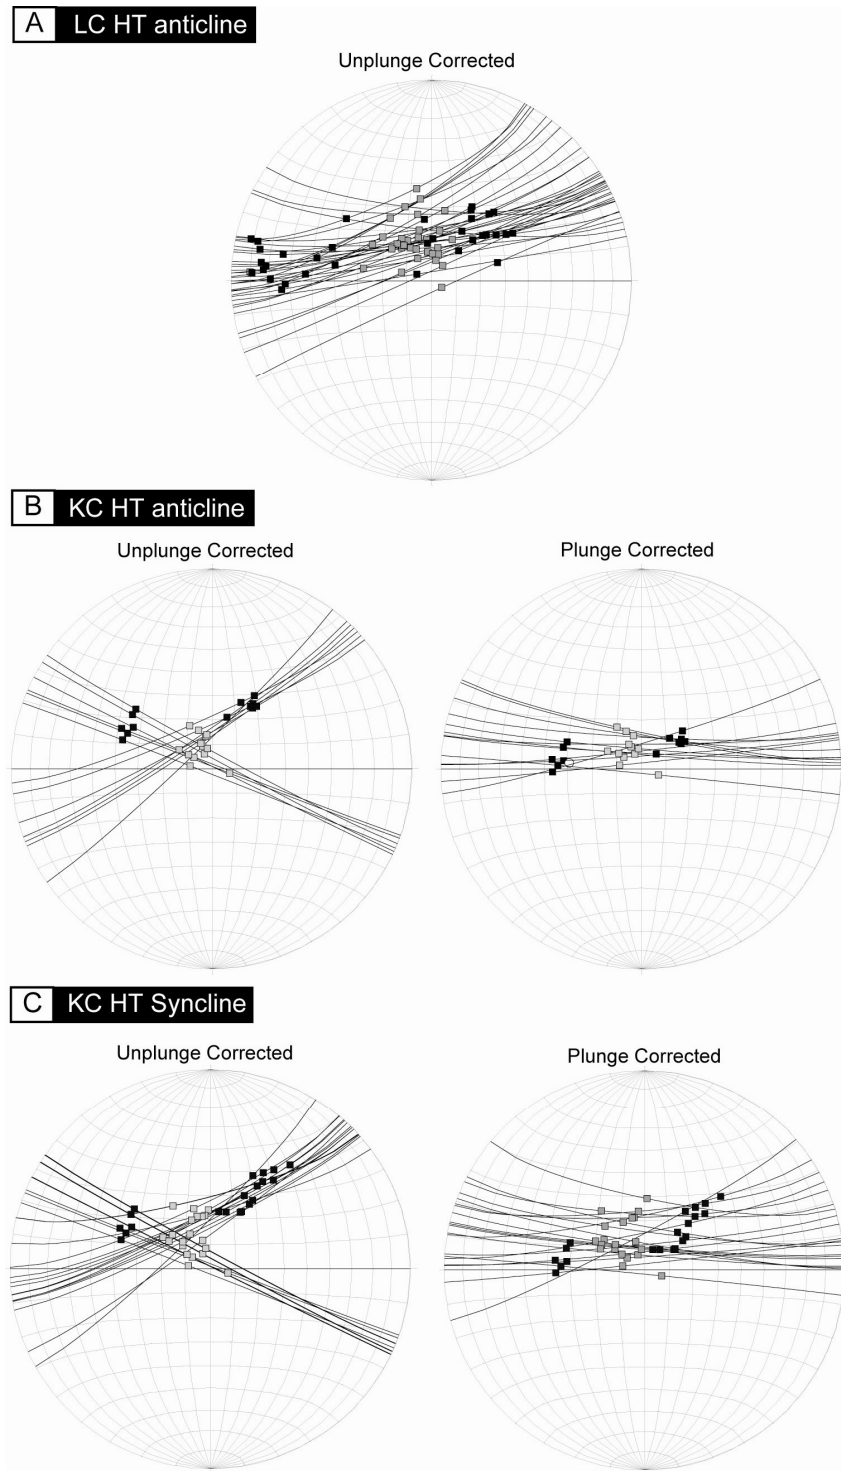 A LC HT anticline
Unplunge Corrected
B KC HT anticline
Unplunge Corrected
Plunge Corrected
C KC HT Syncline
Unplunge Corrected
Plunge Corrected